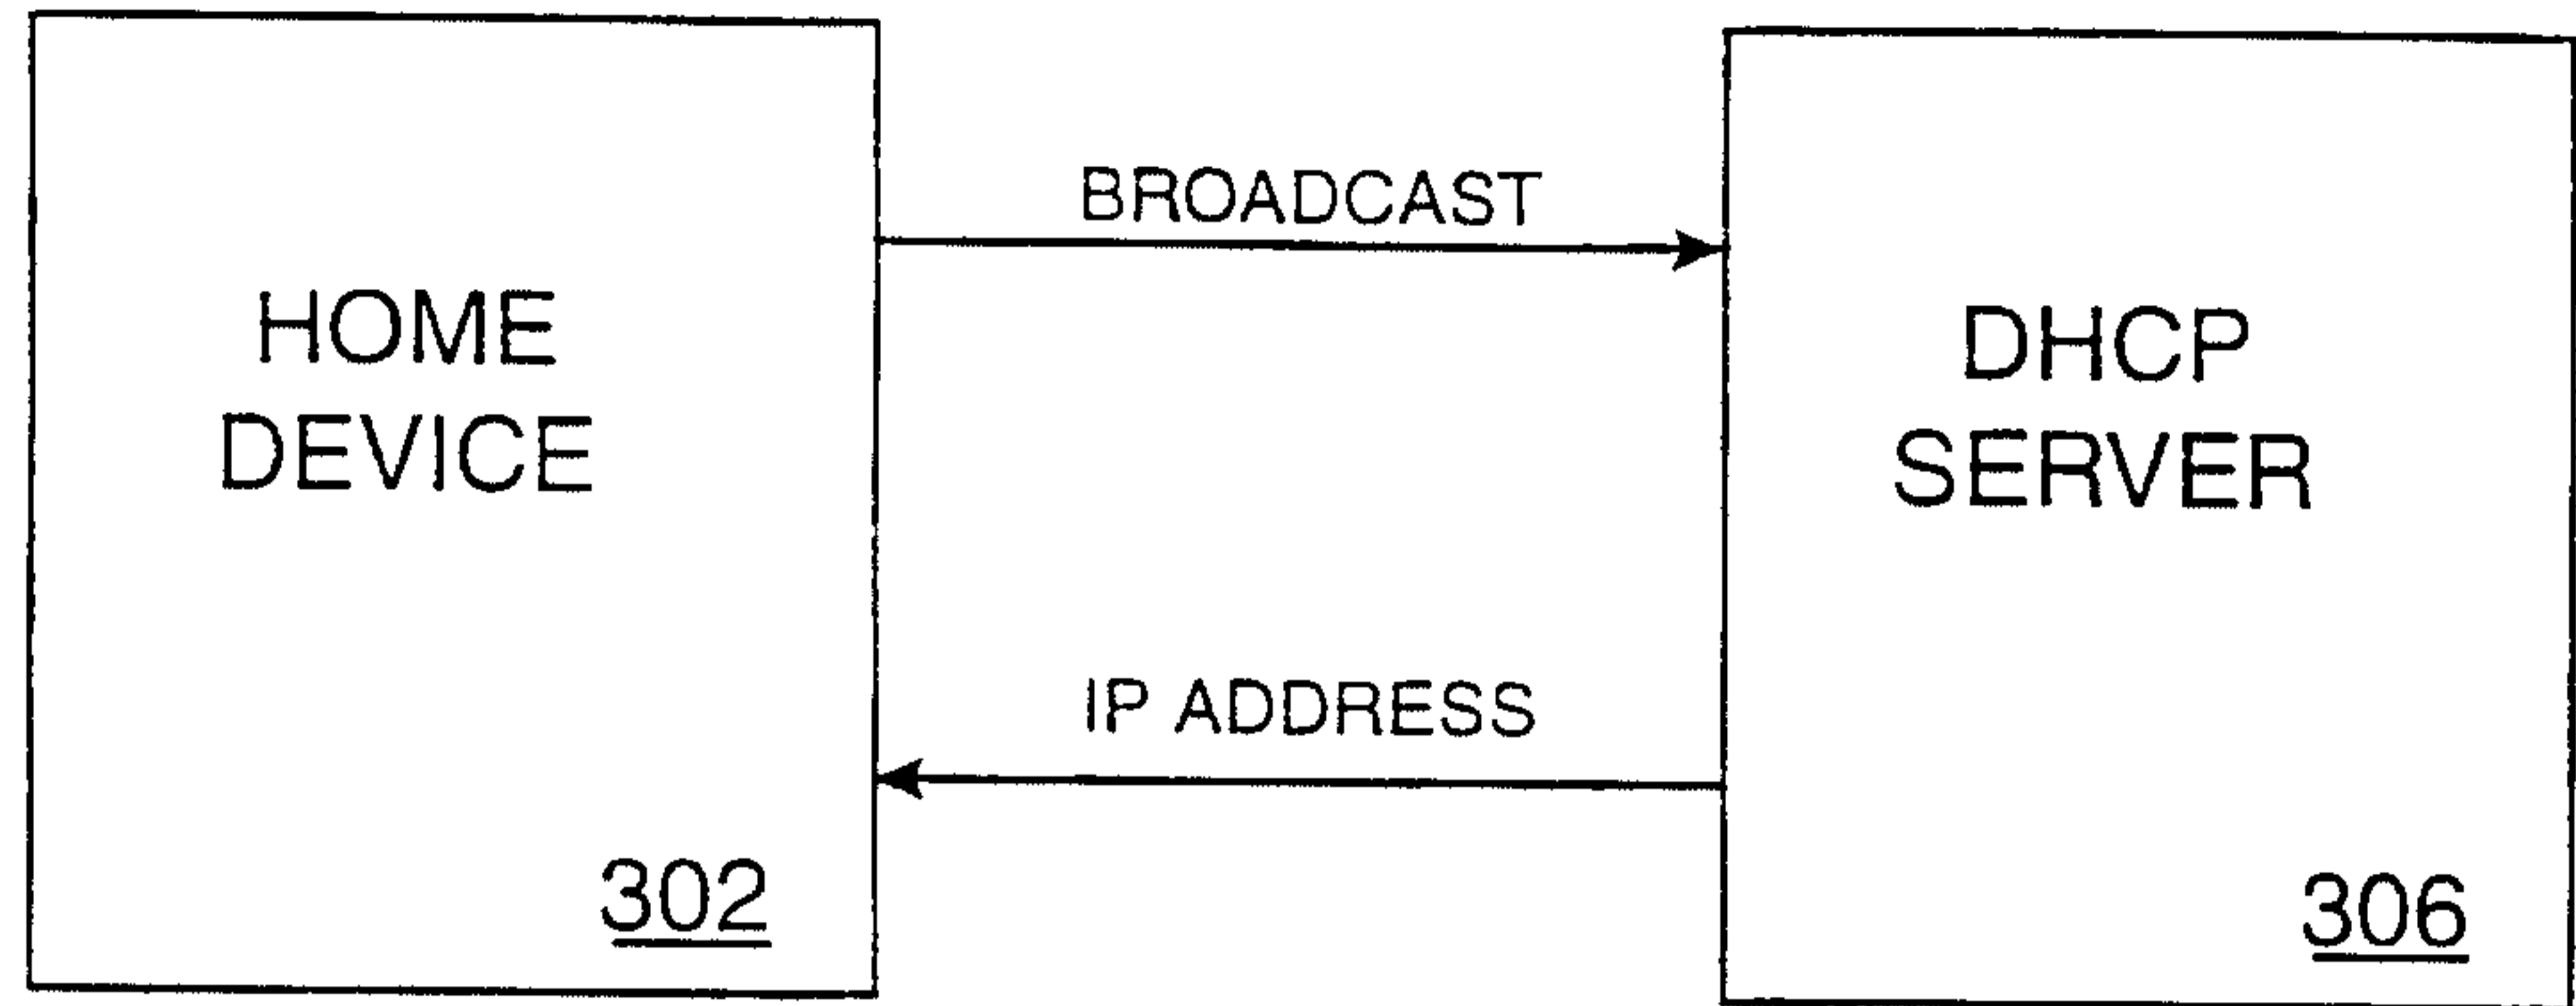 HOME
DEVICE
302
BROADCAST
IP ADDRESS
DHCP
SERVER
306